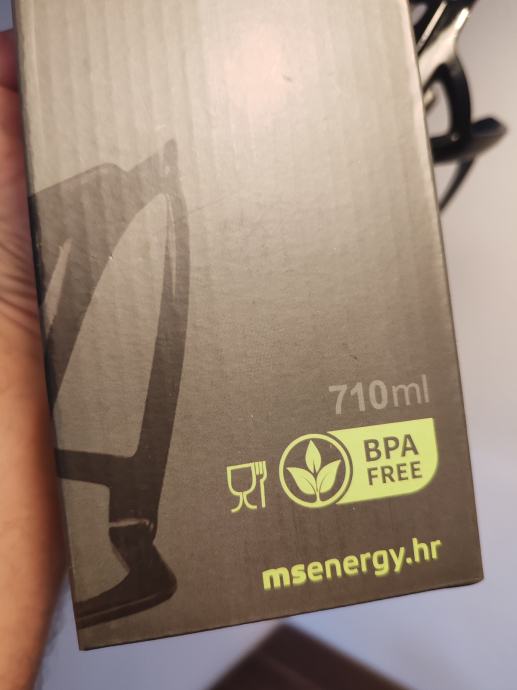 710ml
BPA
FREE
msenergy.hr